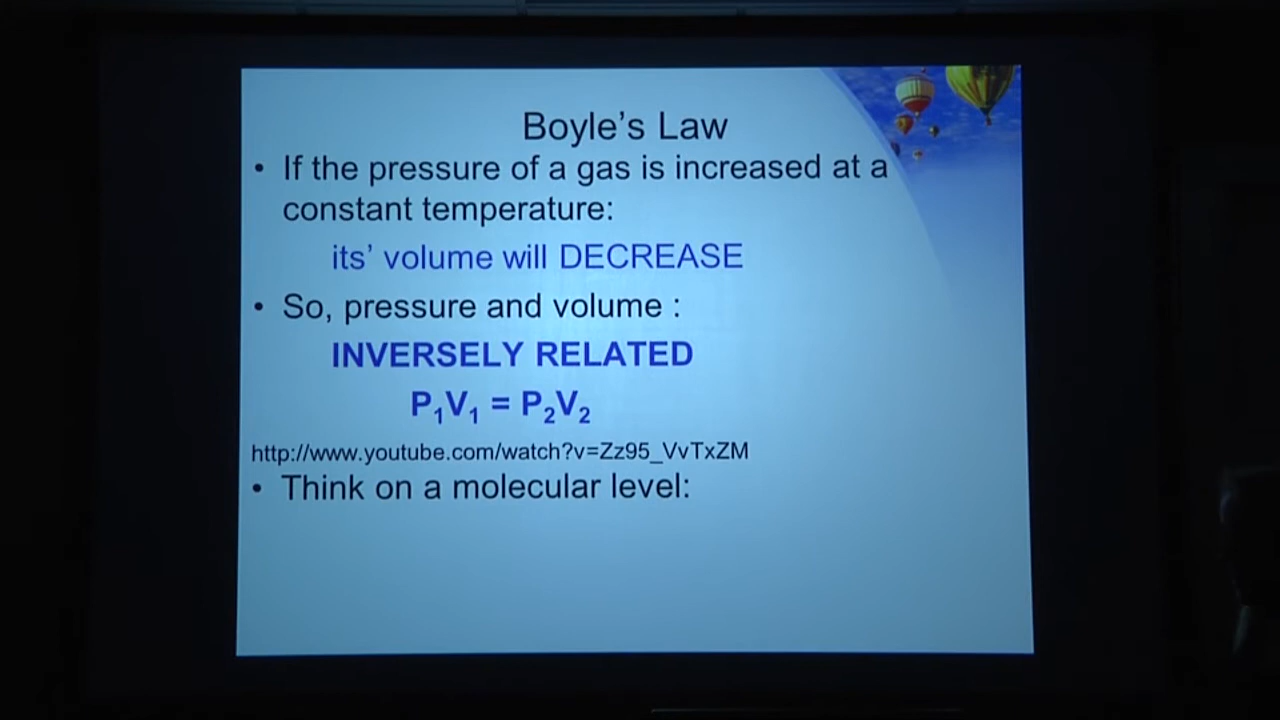 Boyle’s Law
• If the pressure of a gas is increased at a
constant temperature:
its’ volume will DECREASE
• So, pressure and volume :
INVERSELY RELATED
P₁V₁ = P₂V₂
http://www.youtube.com/watch?v=Zz95_VvTxZM
• Think on a molecular level: